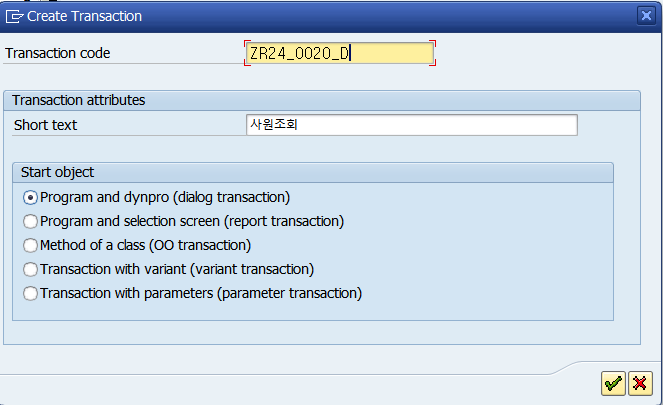 Create Transaction
Transaction code ZR24_0020_D
Transaction attributes
Short text 사원조회
Start object
Program and dynpro (dialog transaction)
Program and selection screen (report transaction)
Method of a class (OO transaction)
Transaction with variant (variant transaction)
Transaction with parameters (parameter transaction)